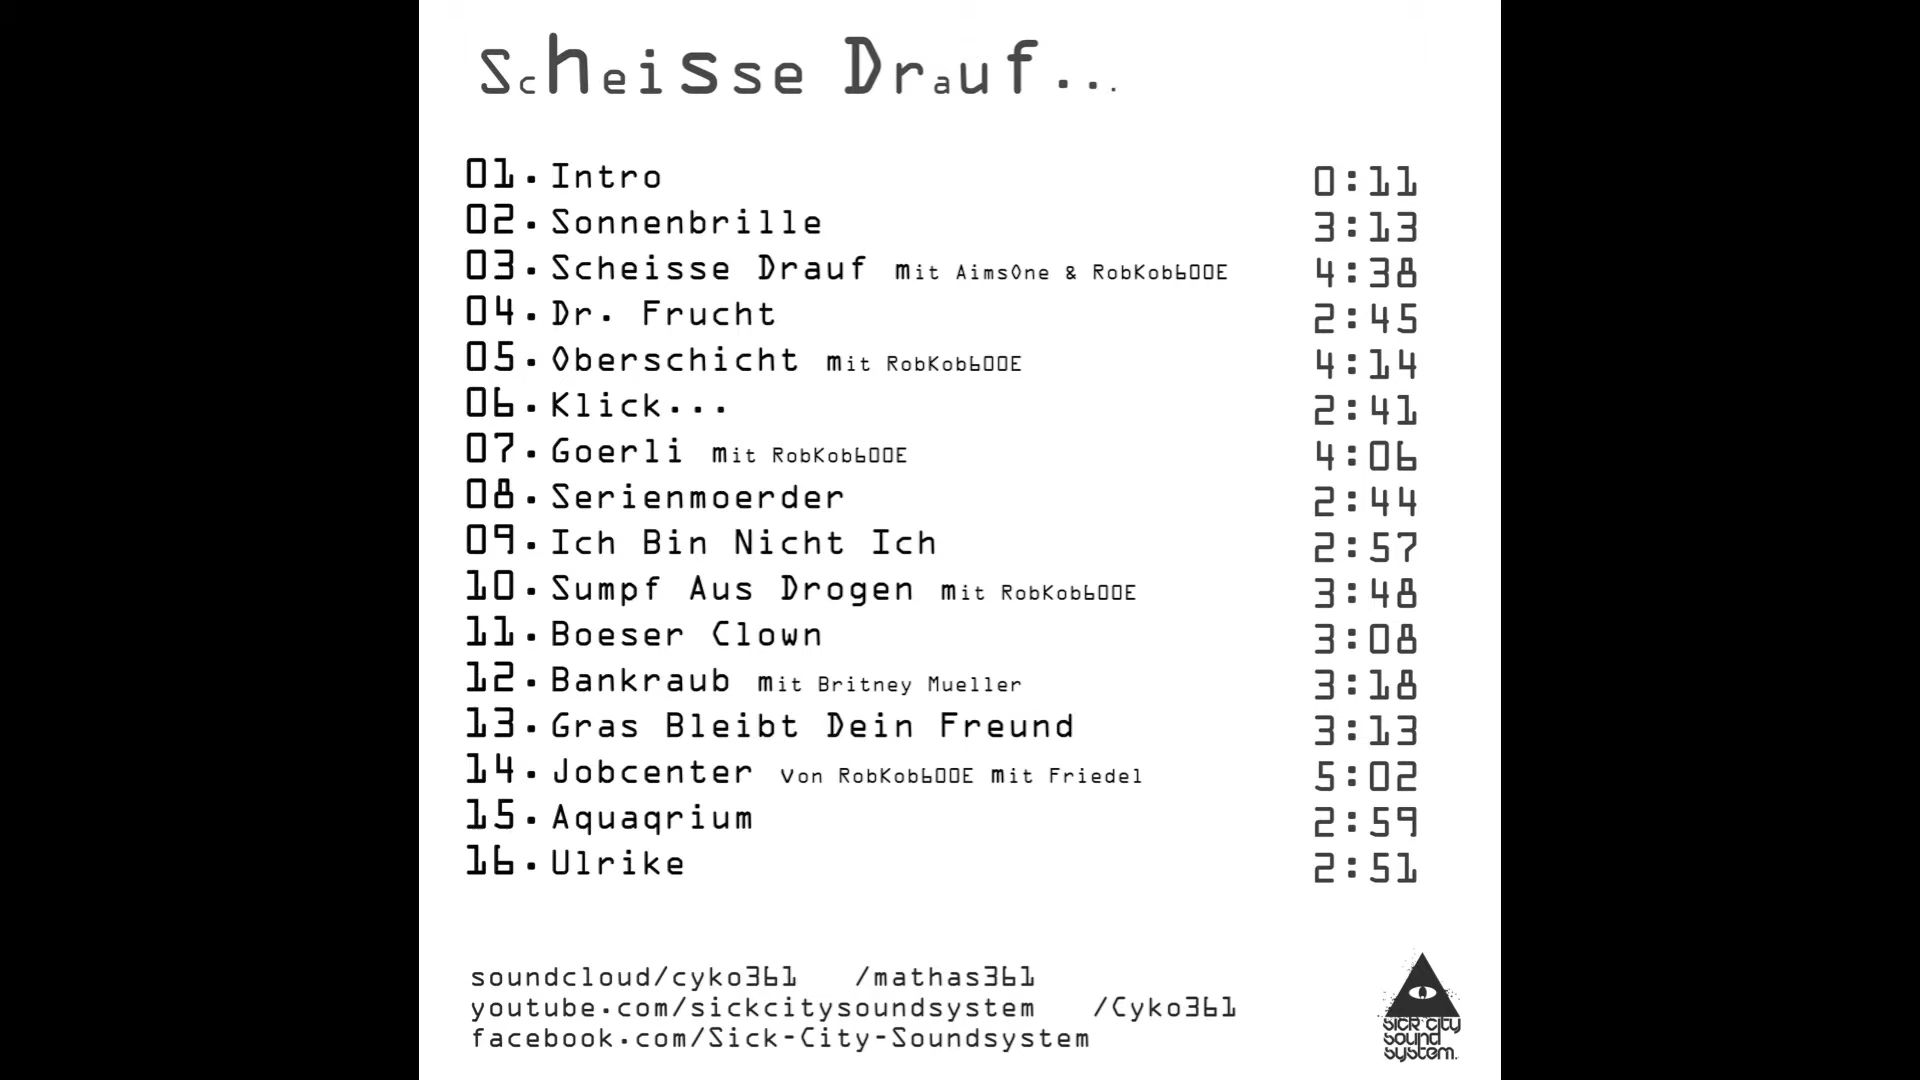 Scheisse Drauf...
01. Intro 0:11
02. Sonnenbrille 3:13
03. Scheisse Drauf mit AimsOne & RobKob600E 4:38
04. Dr. Frucht 2:45
05. Oberschicht mit RobKob600E 4:14
06. Klick... 2:41
07. Goerli mit RobKob600E 4:06
08. Serienmoerder 2:44
09. Ich Bin Nicht Ich 2:57
10. Sumpf Aus Drogen mit RobKob600E 3:48
11. Boeser Clown 3:08
12. Bankraub mit Britney Mueller 3:18
13. Gras Bleibt Dein Freund 3:13
14. Jobcenter Von RobKob600E mit Friedel 5:02
15. Aquaqrium 2:59
16. Ulrike 2:51
soundcloud/cyko361 /mathas361
youtube.com/sickcitysoundsystem /Cyko361
facebook.com/Sick-City-Soundsystem
sick city
sound
system.